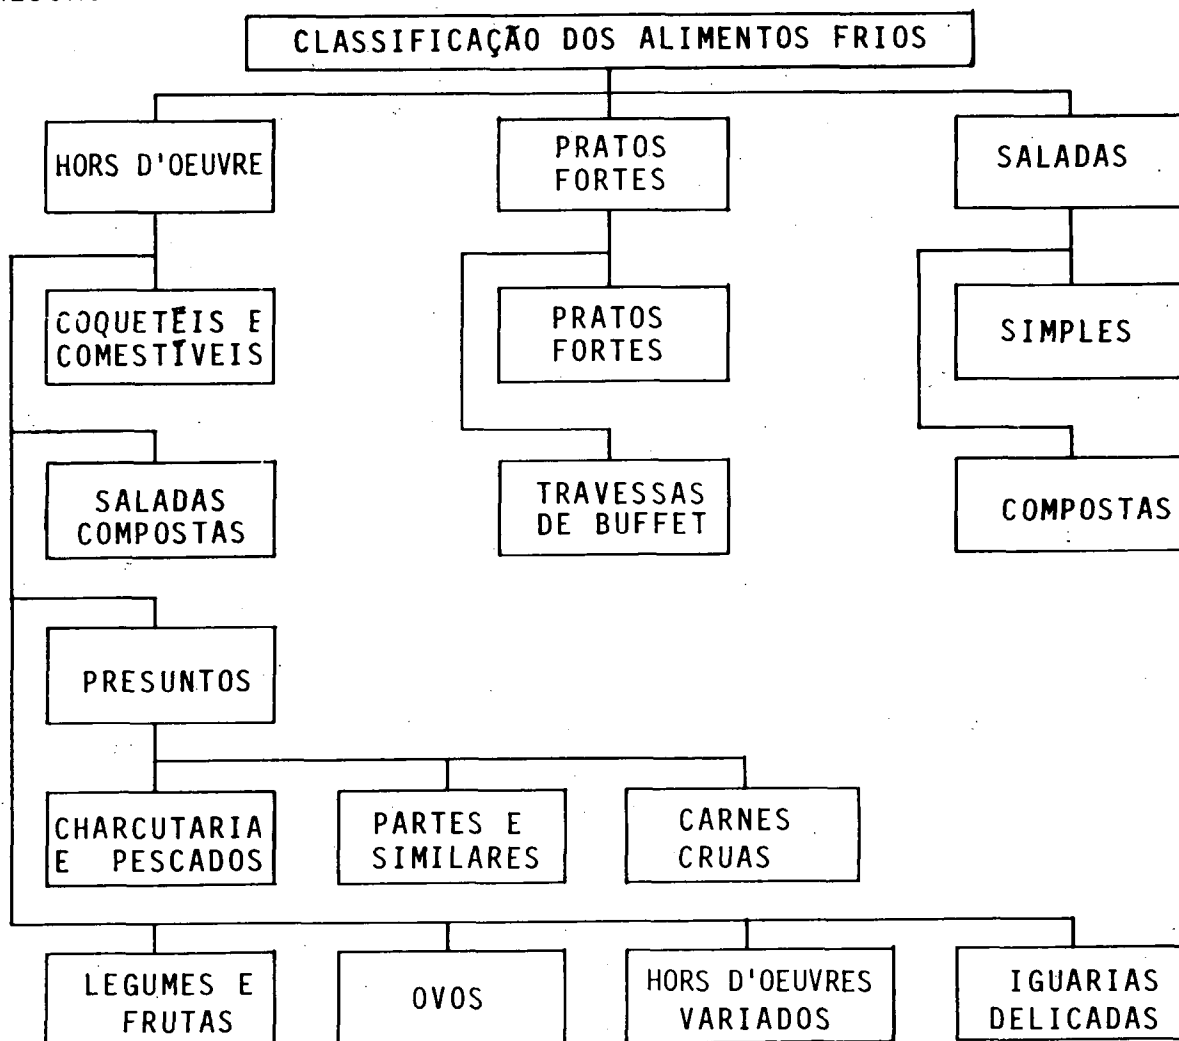 CLASSIFICAÇÃO DOS ALIMENTOS FRIOS
HORS D'OEUVRE
PRATOS
FORTES
SALADAS
COQUETÉIS E
COMESTÍVEIS
PRATOS
FORTES
SIMPLES
SALADAS
COMPOSTAS
TRAVESSAS
DE BUFFET
COMPOSTAS
PRESUNTOS
CHARCUTARIA
E PESCADOS
PARTES E
SIMILARES
CARNES
CRUAS
LEGUMES E
FRUTAS
OVOS
HORS D'OEUVRES
VARIADOS
IGUARIAS
DELICADAS